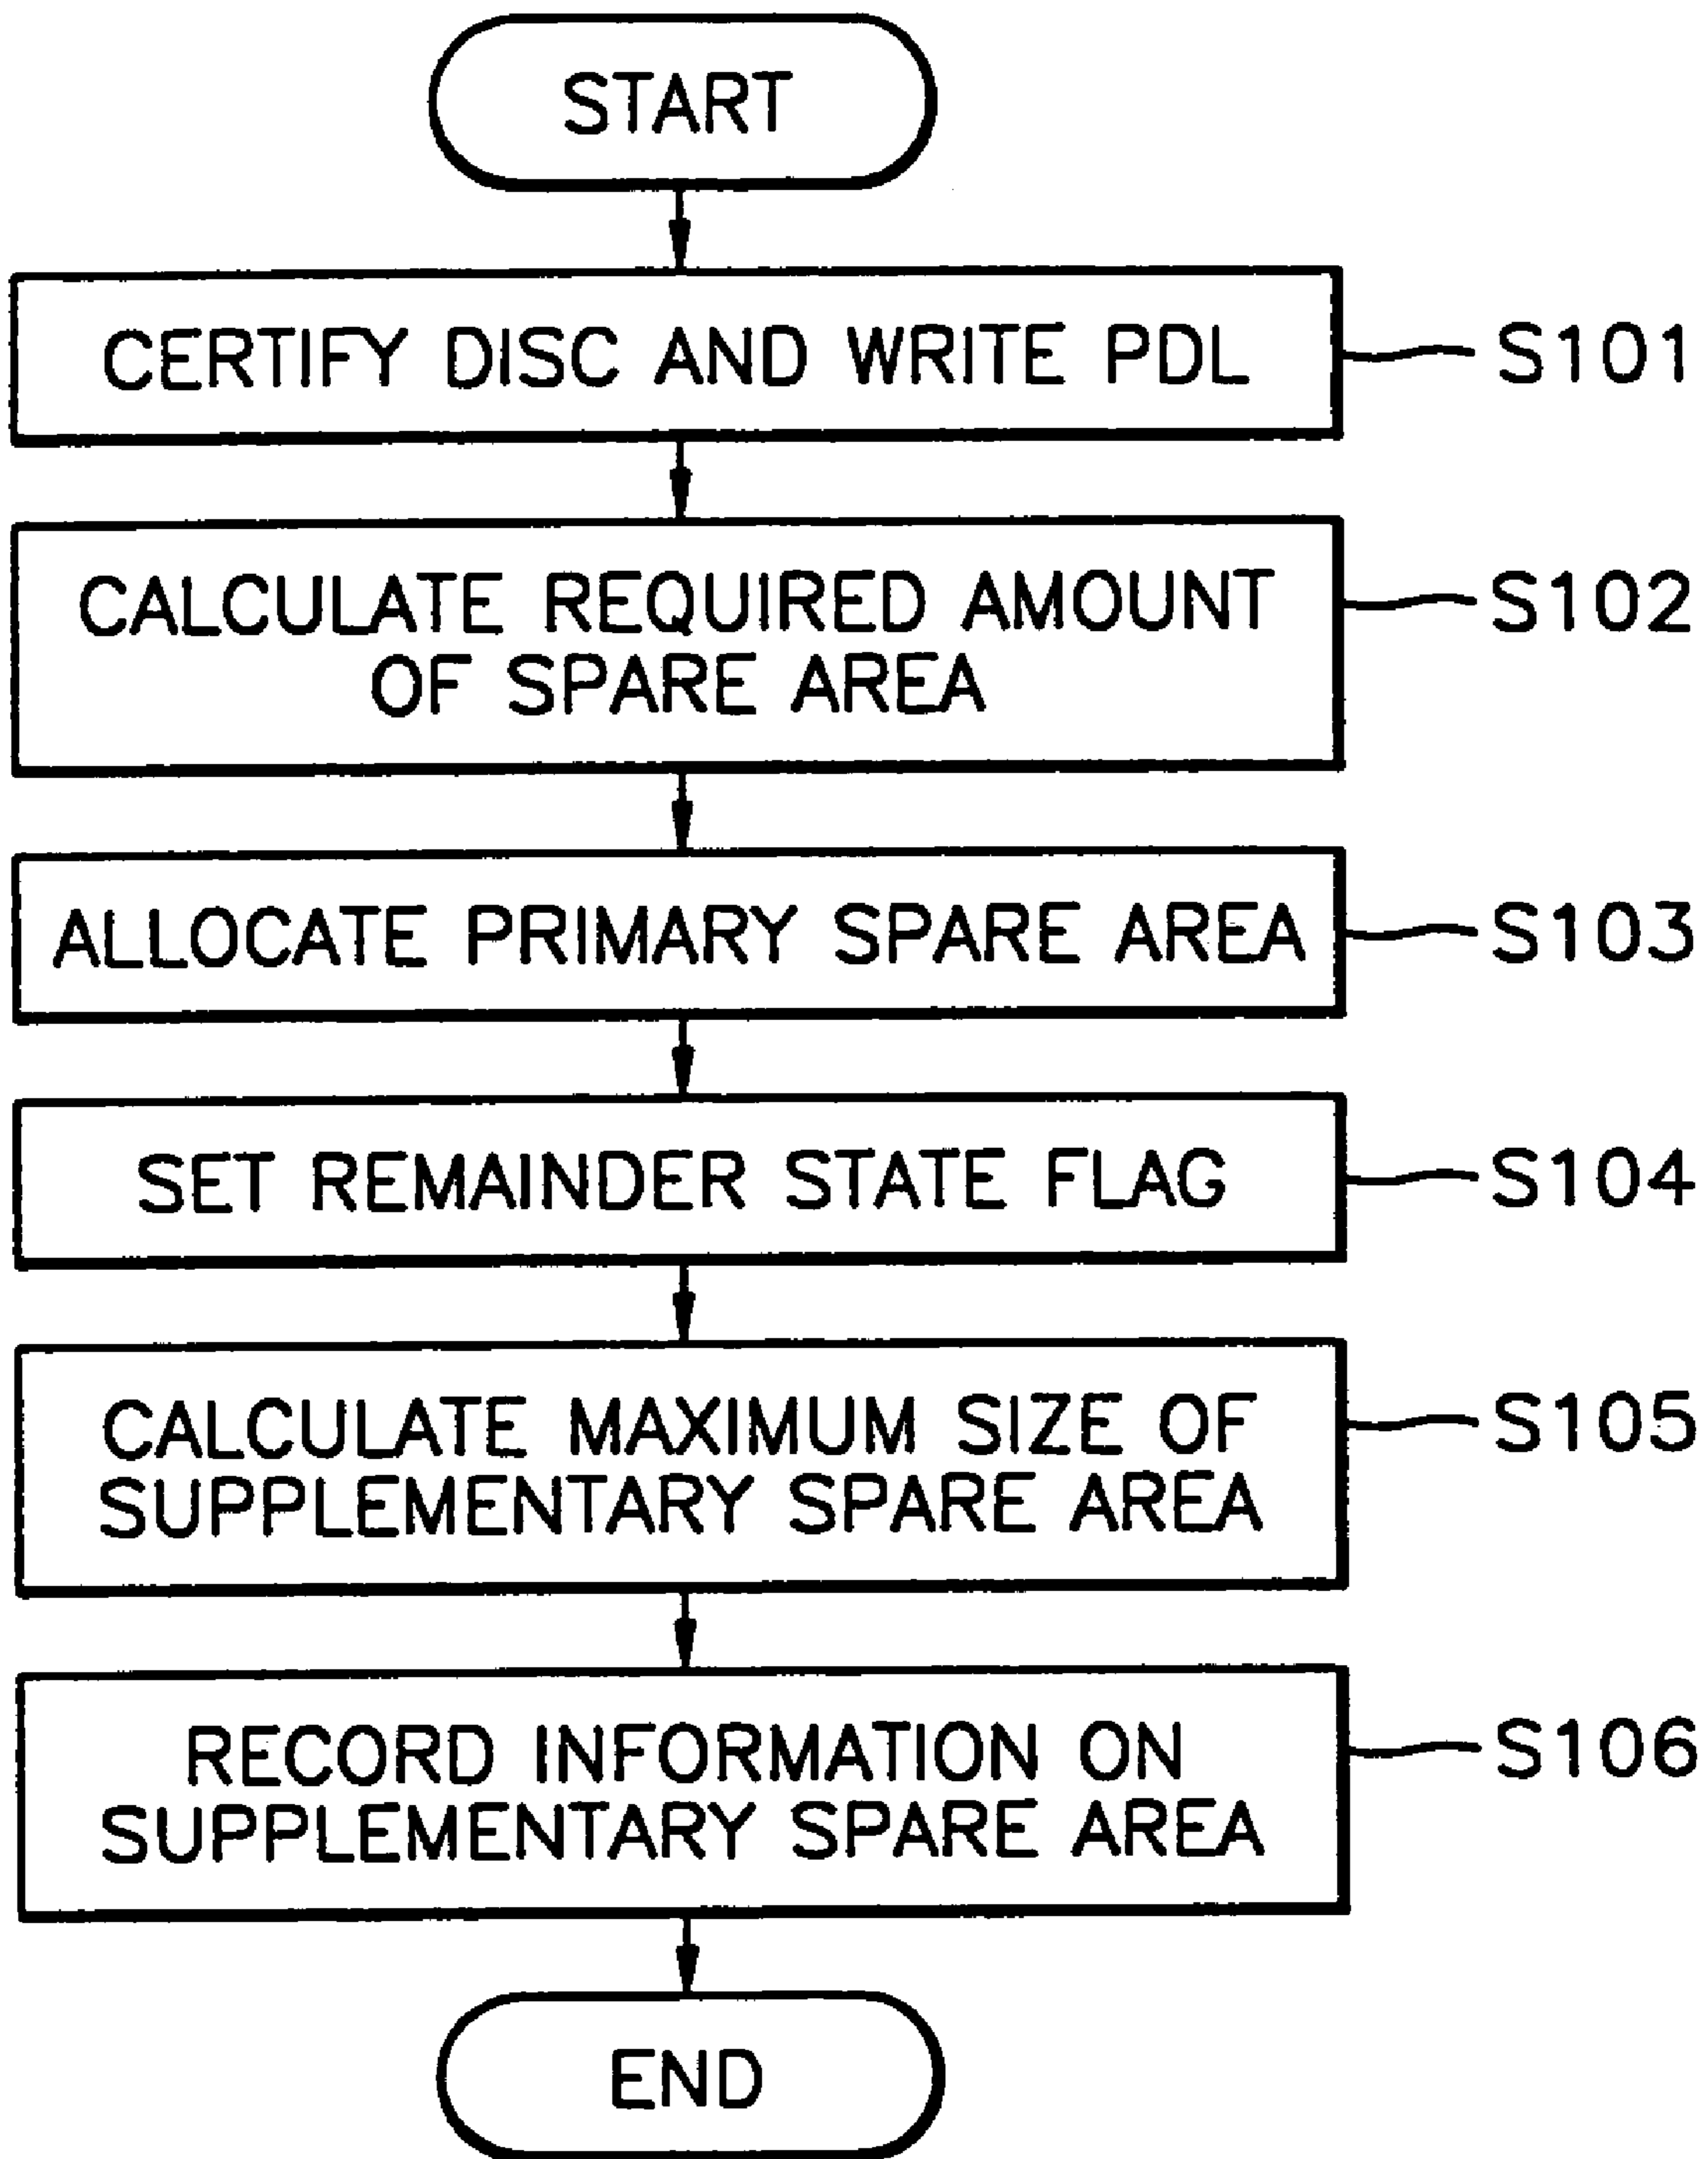 START
CERTIFY DISC AND WRITE PDL
S101
CALCULATE REQUIRED AMOUNT
OF SPARE AREA
S102
ALLOCATE PRIMARY SPARE AREA
S103
SET REMAINDER STATE FLAG
S104
CALCULATE MAXIMUM SIZE OF
SUPPLEMENTARY SPARE AREA
S105
RECORD INFORMATION ON
SUPPLEMENTARY SPARE AREA
S106
END